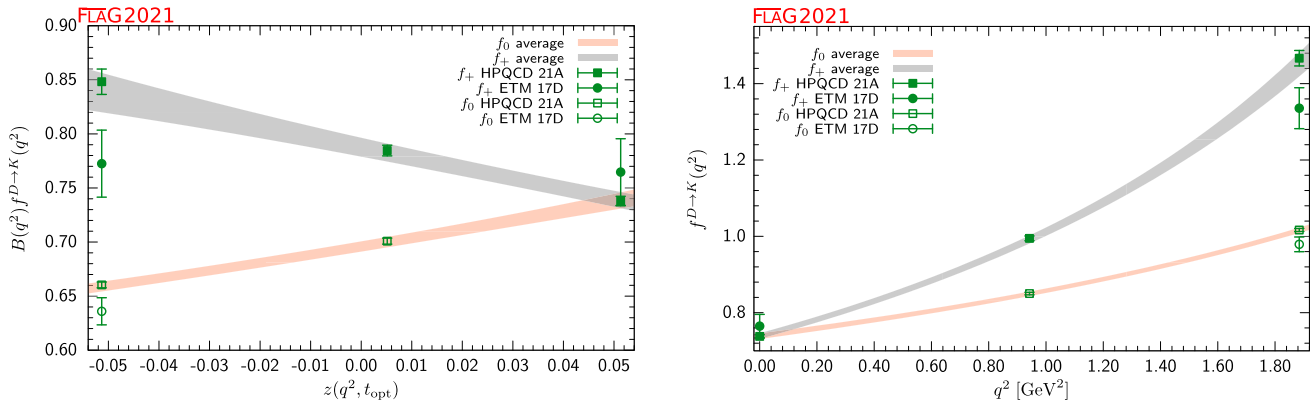 FLAG2021
B(q²)f^{D→K}(q²)
0.90
0.85
0.80
0.75
0.70
0.65
0.60
f₀ average
f₊ average
f₊ HPQCD 21A
f₊ ETM 17D
f₀ HPQCD 21A
f₀ ETM 17D
-0.05 -0.04 -0.03 -0.02 -0.01 0.00 0.01 0.02 0.03 0.04 0.05
z(q², t_opt)
FLAG2021
f^{D→K}(q²)
1.4
1.2
1.0
0.8
f₀ average
f₊ average
f₊ HPQCD 21A
f₊ ETM 17D
f₀ HPQCD 21A
f₀ ETM 17D
0.00 0.20 0.40 0.60 0.80 1.00 1.20 1.40 1.60 1.80
q² [GeV²]